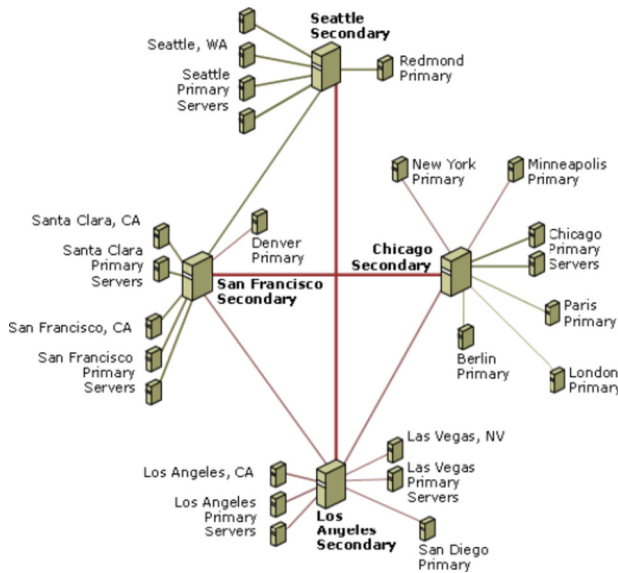 Seattle
Secondary
Seattle, WA
Seattle
Primary
Servers
Redmond
Primary
New York
Primary
Minneapolis
Primary
Santa Clara, CA
Santa Clara
Primary
Servers
Denver
Primary
Chicago
Secondary
Chicago
Primary
Servers
San Francisco
Secondary
San Francisco, CA
San Francisco
Primary
Servers
Paris
Primary
Berlin
Primary
London
Primary
Las Vegas, NV
Los Angeles, CA
Las Vegas
Primary
Servers
Los Angeles
Primary
Servers
Los
Angeles
Secondary
San Diego
Primary